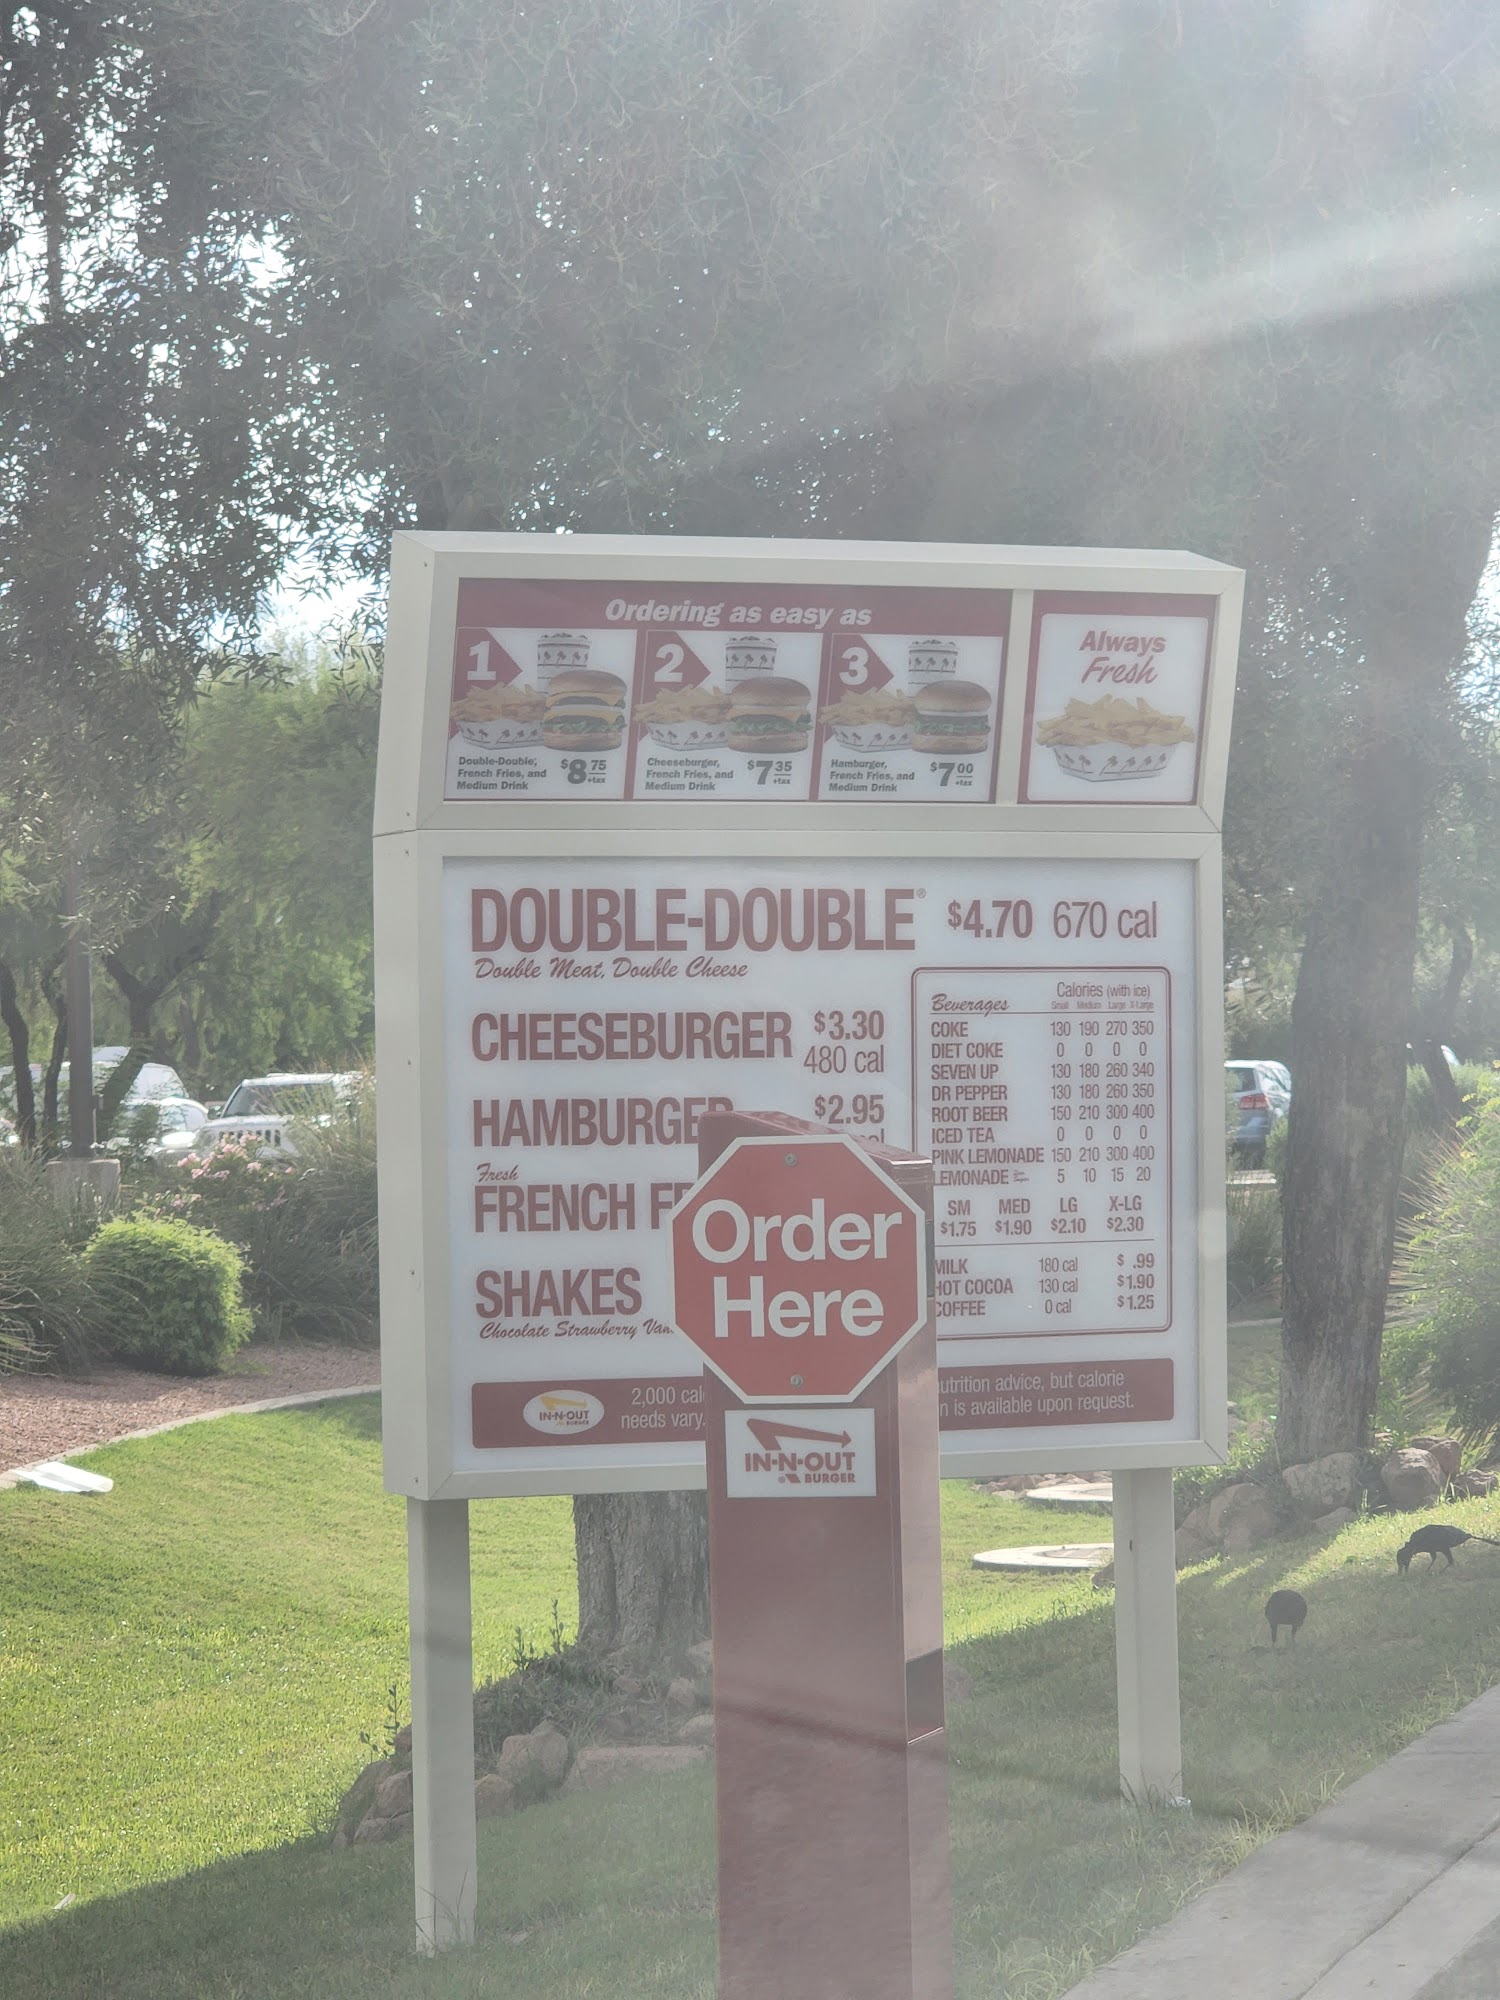 Ordering as easy as
1
Double-Double,
French Fries, and
Medium Drink
$8 75
+tax
2
Cheeseburger,
French Fries, and
Medium Drink
$7 35
+tax
3
Hamburger,
French Fries, and
Medium Drink
$7 00
+tax
Always
Fresh
DOUBLE-DOUBLE® $4.70 670 cal
Double Meat, Double Cheese
CHEESEBURGER $3.30
480 cal
HAMBURGER $2.95
Fresh
FRENCH
SHAKES
Chocolate Strawberry
Beverages Calories (with ice)
Small Medium Large X-Large
COKE 130 190 270 350
DIET COKE 0 0 0 0
SEVEN UP 130 180 260 340
DR PEPPER 130 180 260 350
ROOT BEER 150 210 300 400
ICED TEA 0 0 0 0
PINK LEMONADE 150 210 300 400
LEMONADE 5 10 15 20
SM MED LG X-LG
$1.75 $1.90 $2.10 $2.30
MILK 180 cal $ .99
HOT COCOA 130 cal $1.90
COFFEE 0 cal $1.25
IN-N-OUT
BURGER
2,000 cal
needs vary.
utrition advice, but calorie
n is available upon request.
Order
Here
IN-N-OUT
BURGER